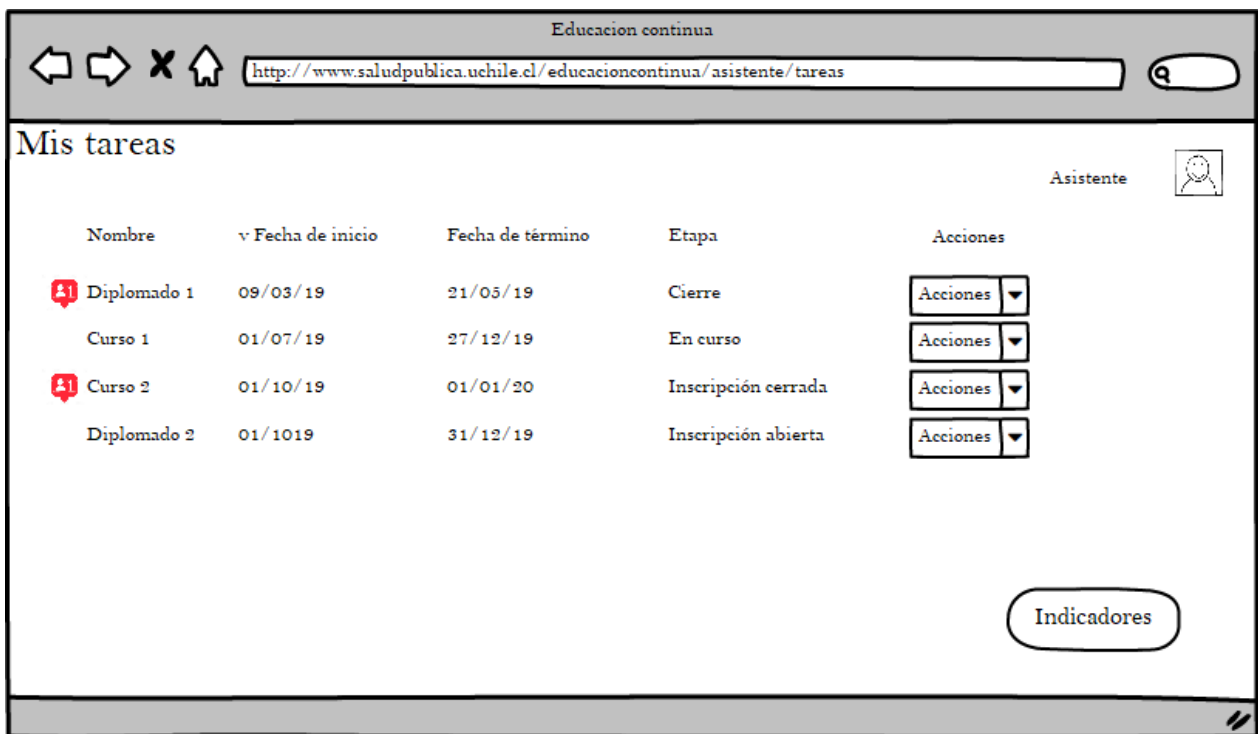 Educacion continua
http://www.saludpublica.uchile.cl/educacioncontinua/asistente/tareas
Mis tareas
Asistente
Nombre v Fecha de inicio Fecha de término Etapa Acciones
1 Diplomado 1 09/03/19 21/05/19 Cierre Acciones
Curso 1 01/07/19 27/12/19 En curso Acciones
1 Curso 2 01/10/19 01/01/20 Inscripción cerrada Acciones
Diplomado 2 01/1019 31/12/19 Inscripción abierta Acciones
Indicadores